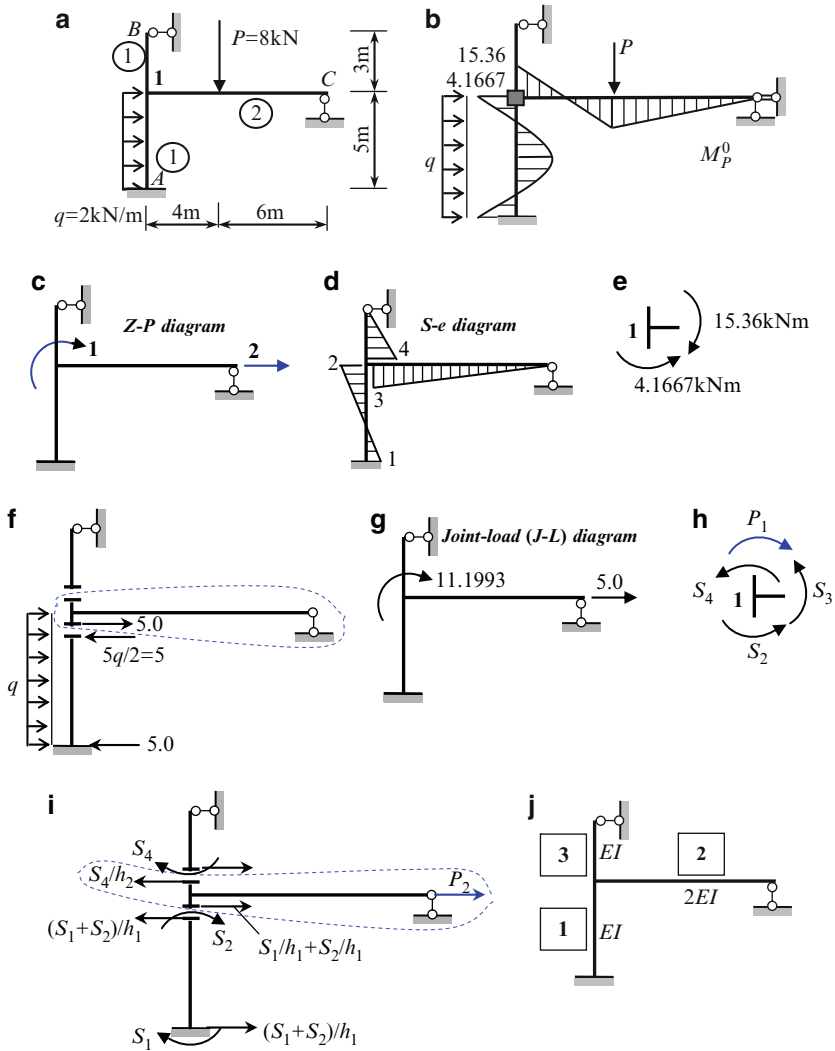 a
B
1
P=8kN
C
1
2
1
A
3m
5m
q=2kN/m
4m
6m
b
15.36
4.1667
P
q
M_P^0
c
Z-P diagram
1
2
d
S-e diagram
2
4
3
1
e
1
15.36kNm
4.1667kNm
f
5.0
5q/2=5
q
5.0
g
Joint-load (J-L) diagram
11.1993
5.0
h
P_1
S_4
1
S_3
S_2
i
S_4
S_4/h_2
P_2
(S_1+S_2)/h_1
S_2
S_1/h_1+S_2/h_1
S_1
(S_1+S_2)/h_1
j
3
EI
2
2EI
1
EI